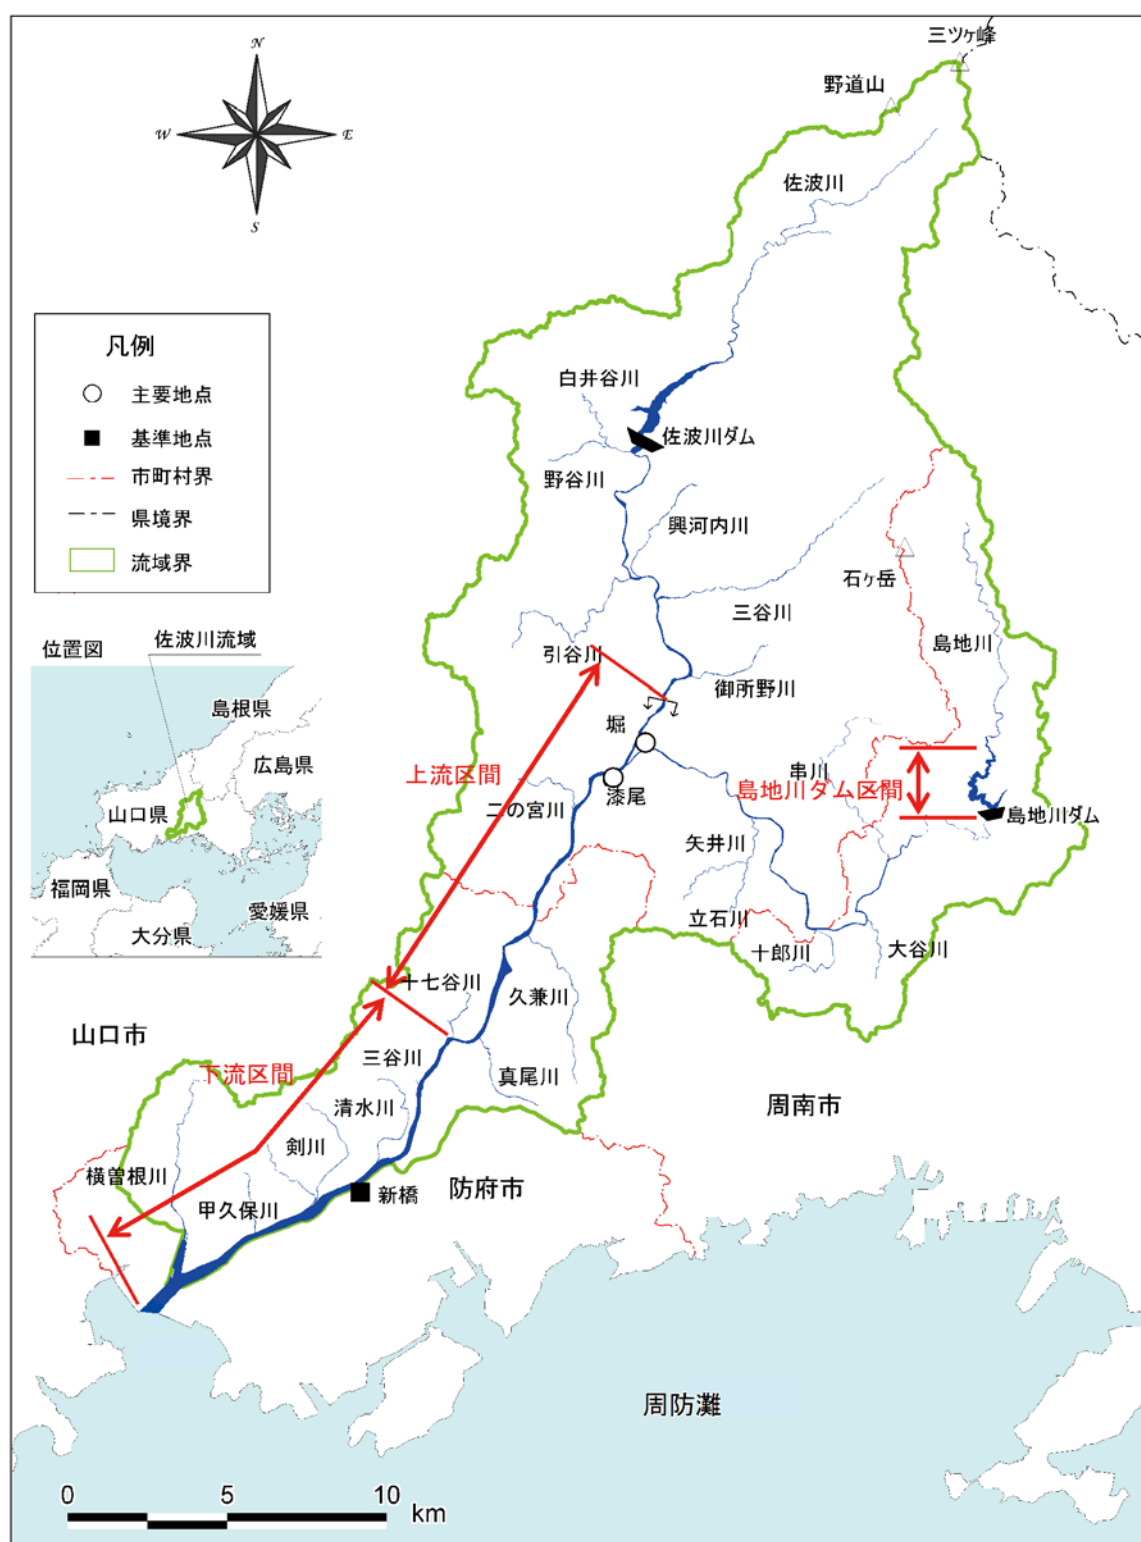 三ツヶ峰
N
野道山
W
E
S
佐波川
凡例
主要地点
基準地点
市町村界
県境界
流域界
白井谷川
佐波川ダム
野谷川
興河内川
石ヶ岳
三谷川
島地川
位置図
佐波川流域
島根県
広島県
山口県
福岡県
愛媛県
大分県
引谷川
御所野川
堀
上流区間
漆尾
二の宮川
串川
島地川ダム区間
島地川ダム
矢井川
立石川
十郎川
大谷川
十七谷川
久兼川
山口市
三谷川
下流区間
真尾川
清水川
周南市
剣川
横曽根川
防府市
新橋
甲久保川
周防灘
0 5 10 km